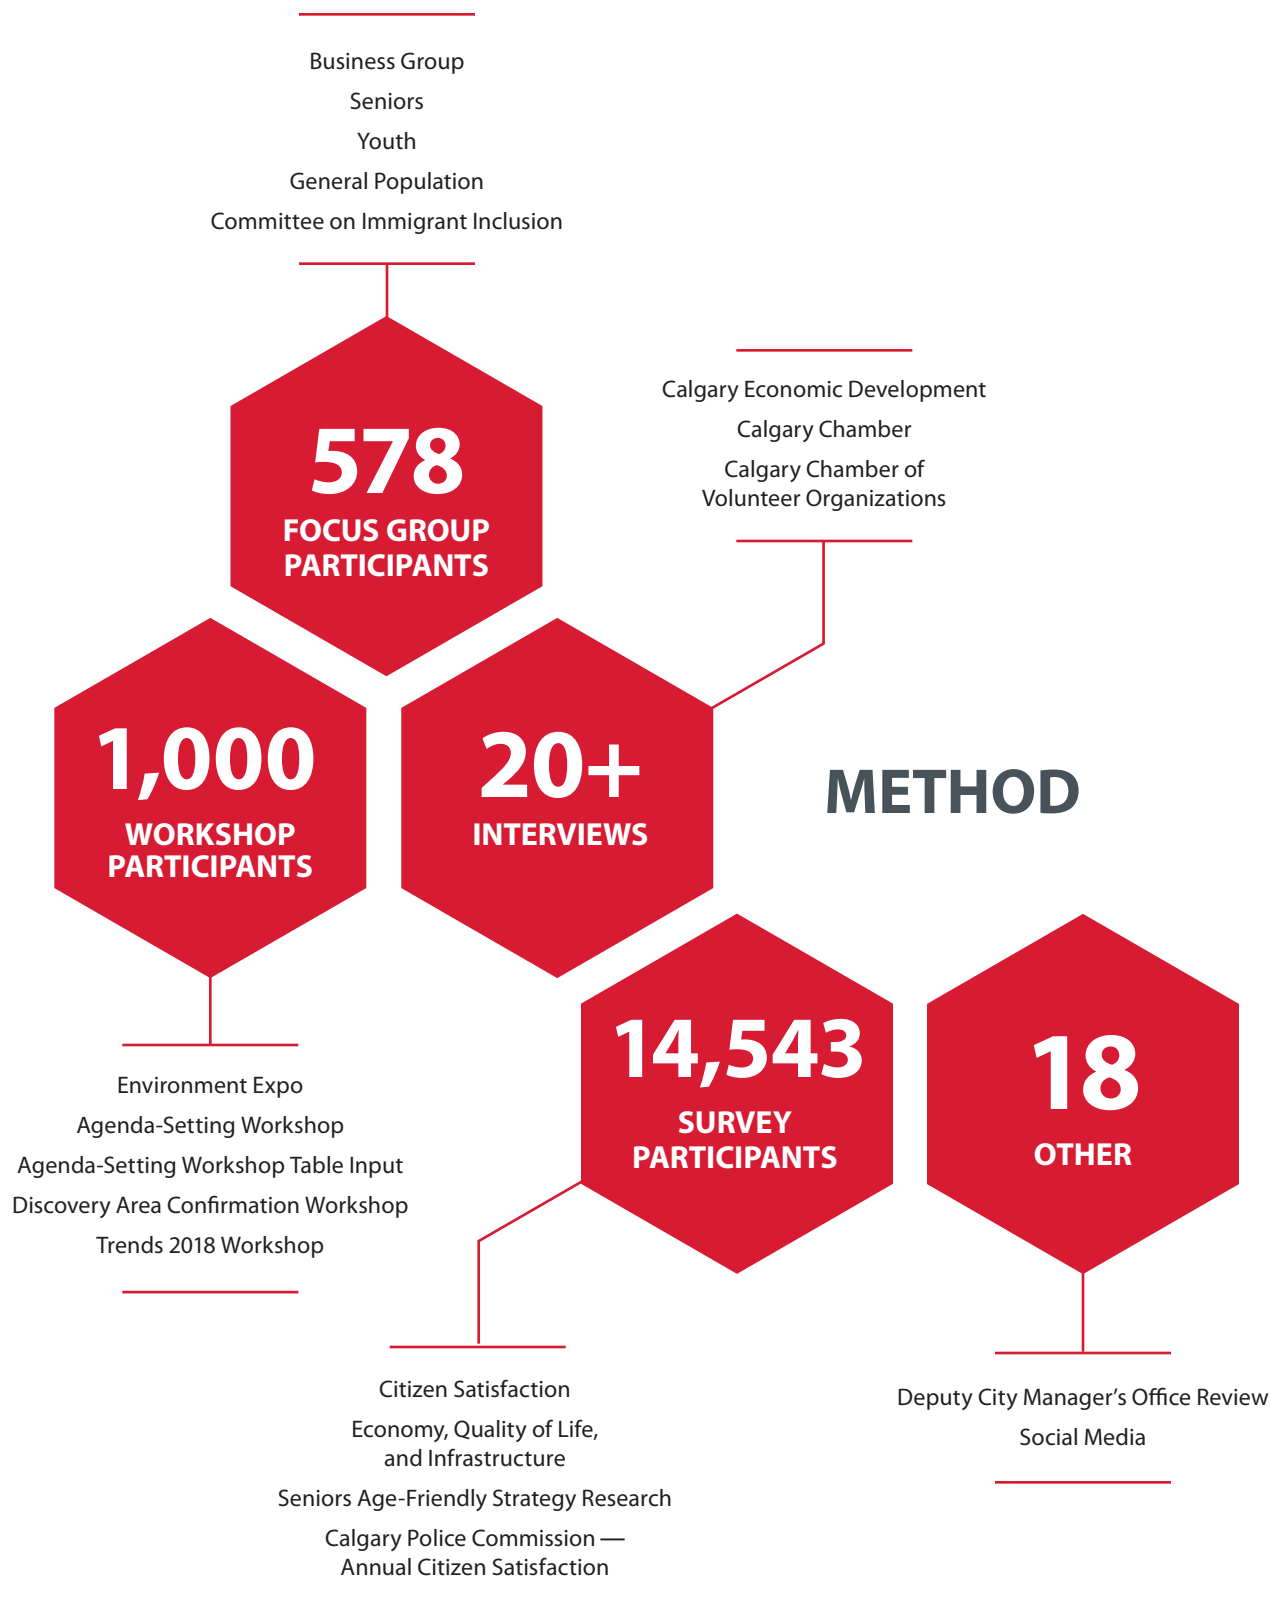 Business Group
Seniors
Youth
General Population
Committee on Immigrant Inclusion
578
FOCUS GROUP
PARTICIPANTS
Calgary Economic Development
Calgary Chamber
Calgary Chamber of
Volunteer Organizations
1,000
WORKSHOP
PARTICIPANTS
20+
INTERVIEWS
METHOD
Environment Expo
Agenda-Setting Workshop
Agenda-Setting Workshop Table Input
Discovery Area Confirmation Workshop
Trends 2018 Workshop
14,543
SURVEY
PARTICIPANTS
18
OTHER
Citizen Satisfaction
Economy, Quality of Life,
and Infrastructure
Seniors Age-Friendly Strategy Research
Calgary Police Commission —
Annual Citizen Satisfaction
Deputy City Manager’s Office Review
Social Media